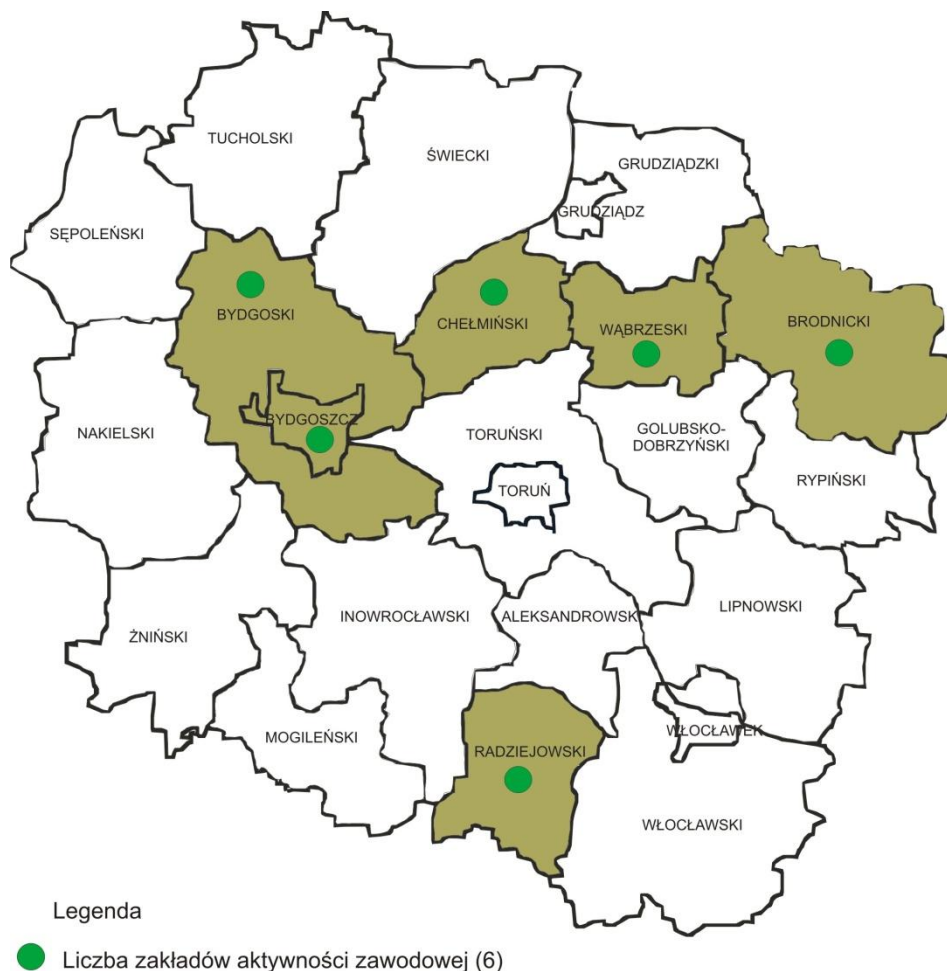 TUCHOLSKI
ŚWIECKI
GRUDZIĄDZKI
GRUDZIĄDZ
SĘPOLEŃSKI
BYDGOSKI
CHEŁMIŃSKI
WĄBRZESKI
BRODNICKI
BYDGOSZCZ
NAKIELSKI
TORUŃSKI
GOLUBSKO-
DOBRZYŃSKI
RYPIŃSKI
TORUŃ
INOWROCŁAWSKI
ALEKSANDROWSKI
LIPNOWSKI
ŻNIŃSKI
MOGILEŃSKI
RADZIEJOWSKI
WŁOCŁAWEK
WŁOCŁAWSKI
Legenda
Liczba zakładów aktywności zawodowej (6)